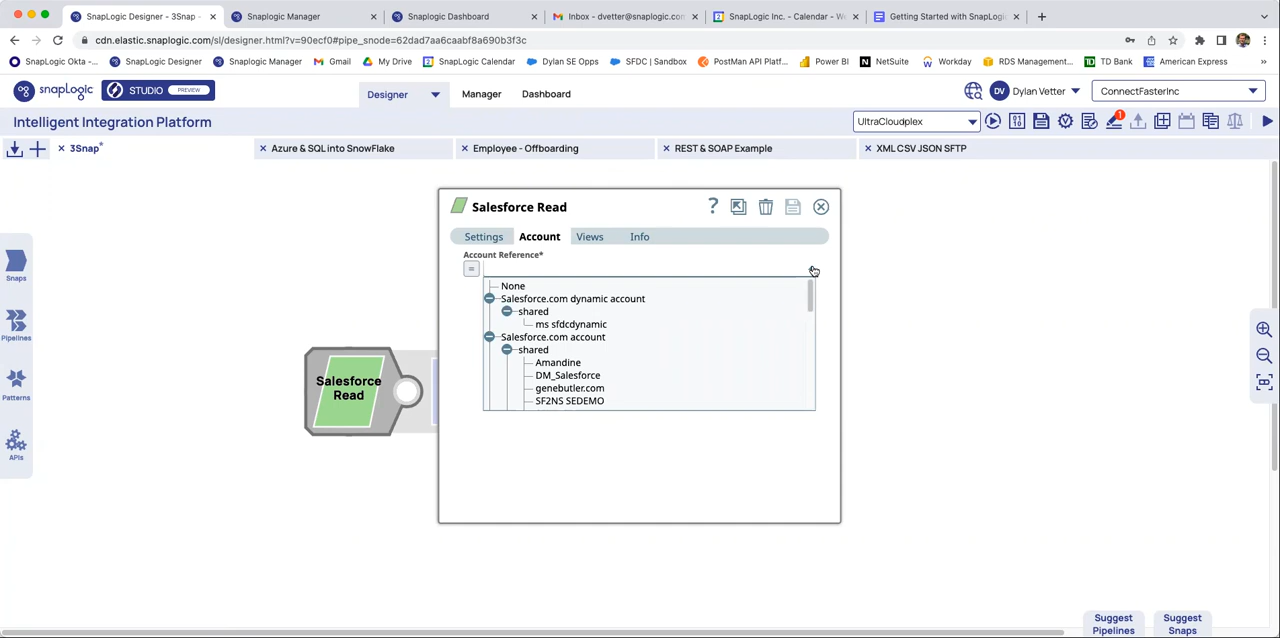 SnapLogic Designer - 3Snap -
Snaplogic Manager
Snaplogic Dashboard
Inbox - dvetter@snaplogic.com -
SnapLogic Inc. - Calendar - We
Getting Started with SnapLogi
cdn.elastic.snaplogic.com/sl/designer.html?v=90ecf0#pipe_snode=62dad7aa6caabf8a690b3f3c
SnapLogic Okta -...
SnapLogic Designer
Snaplogic Manager
Gmail
My Drive
SnapLogic Calendar
Dylan SE Opps
SFDC | Sandbox
PostMan API Platf...
Power BI
NetSuite
Workday
RDS Management...
TD Bank
American Express
»
snapLogic
STUDIO PREVIEW
Designer
Manager
Dashboard
DV
Dylan Vetter
ConnectFasterInc
Intelligent Integration Platform
UltraCloudplex
1
3Snap*
Azure & SQL into SnowFlake
Employee - Offboarding
REST & SOAP Example
XML CSV JSON SFTP
Salesforce Read
Settings
Account
Views
Info
Account Reference*
=
None
Salesforce.com dynamic account
shared
ms sfdcdynamic
Salesforce.com account
shared
Amandine
DM_Salesforce
genebutler.com
SF2NS SEDEMO
Snaps
Pipelines
Patterns
APIs
Salesforce
Read
Suggest
Pipelines
Suggest
Snaps